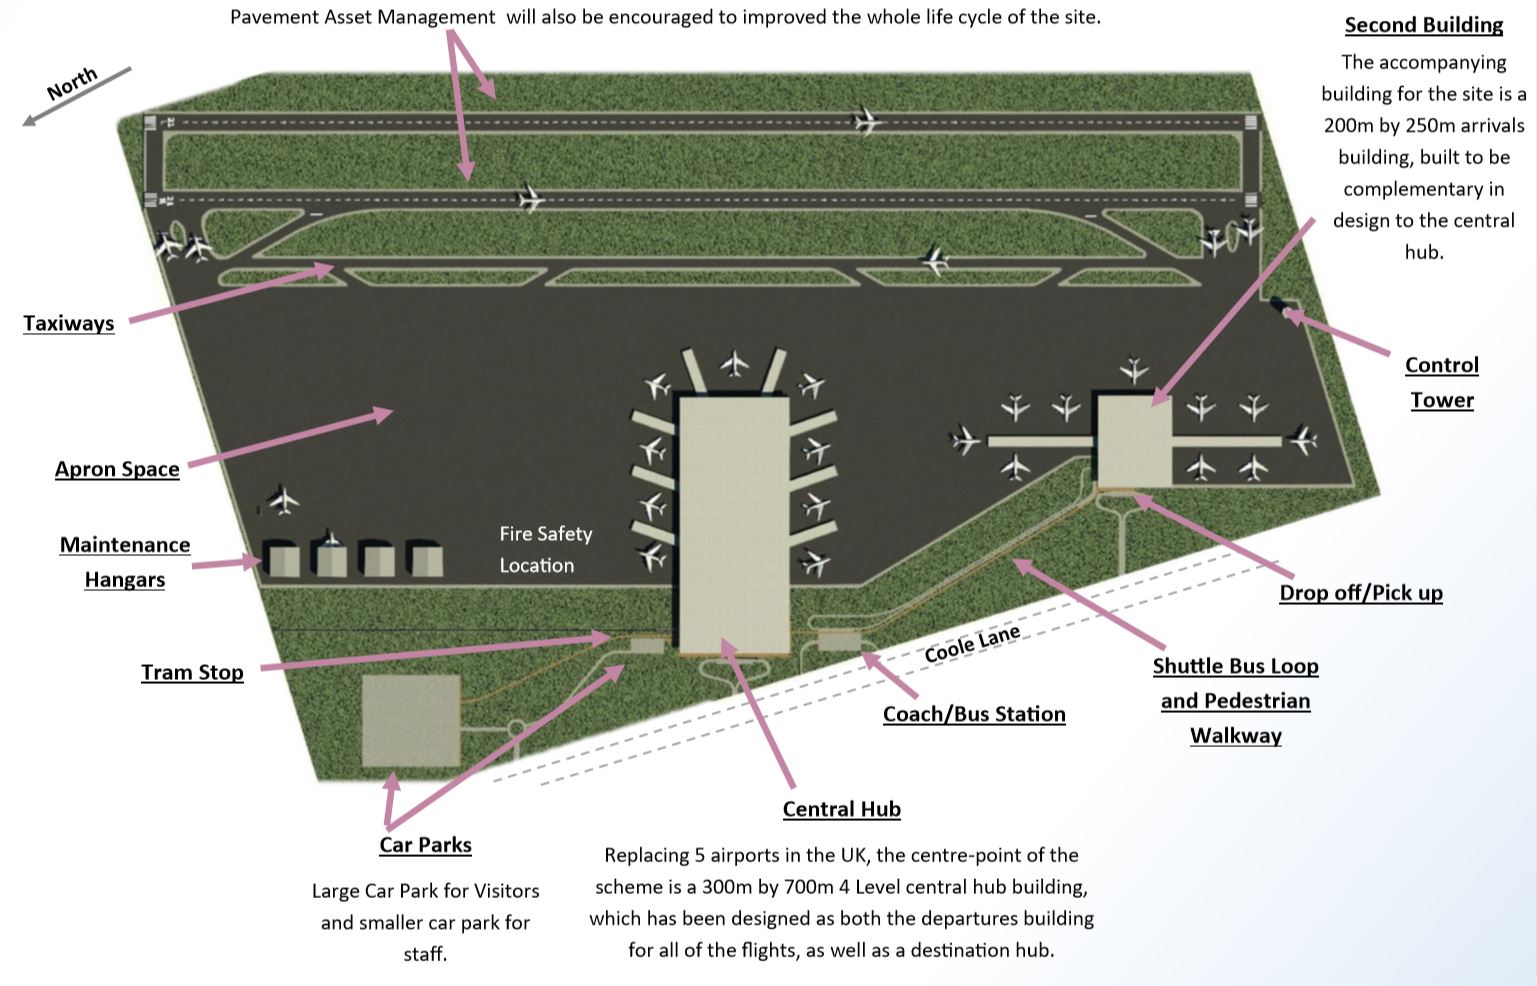 Pavement Asset Management  will also be encouraged to improved the whole life cycle of the site.
North
Second Building
The accompanying
building for the site is a
200m by 250m arrivals
building, built to be
complementary in
design to the central
hub.
Taxiways
Control
Tower
Apron Space
Maintenance
Hangars
Fire Safety
Location
Drop off/Pick up
Coole Lane
Tram Stop
Shuttle Bus Loop
and Pedestrian
Walkway
Coach/Bus Station
Central Hub
Replacing 5 airports in the UK, the centre-point of the
scheme is a 300m by 700m 4 Level central hub building,
which has been designed as both the departures building
for all of the flights, as well as a destination hub.
Car Parks
Large Car Park for Visitors
and smaller car park for
staff.